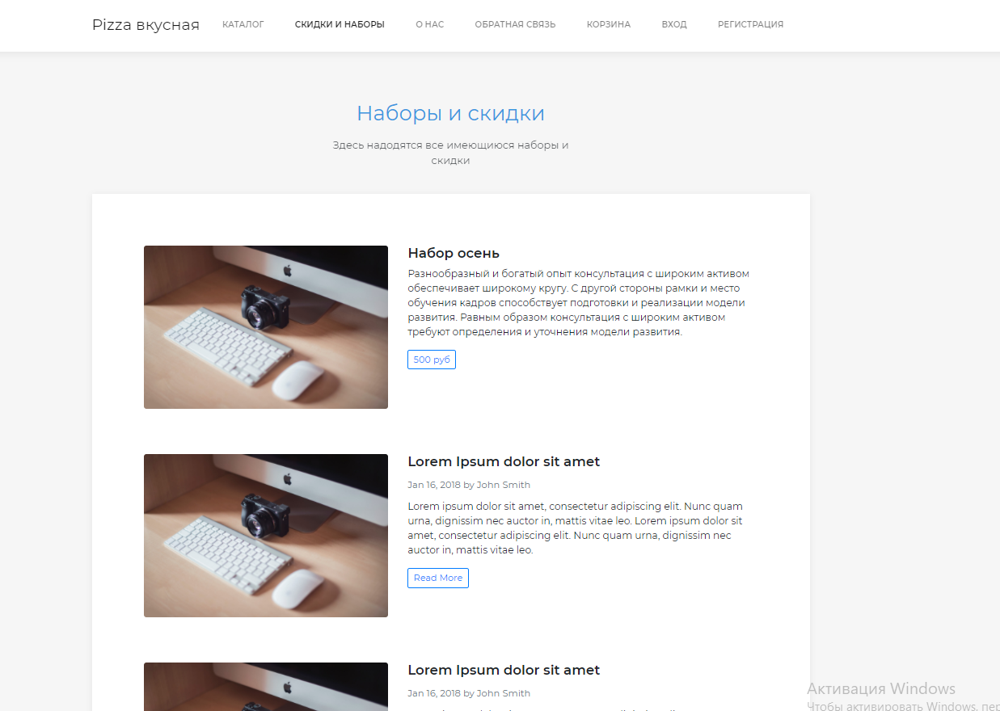 Pizza вкусная КАТАЛОГ СКИДКИ И НАБОРЫ О НАС ОБРАТНАЯ СВЯЗЬ КОРЗИНА ВХОД РЕГИСТРАЦИЯ
Наборы и скидки
Здесь надодятся все имеющиюся наборы и
скидки
Набор осень
Разнообразный и богатый опыт консультация с широким активом
обеспечивает широкому кругу. С другой стороны рамки и место
обучения кадров способствует подготовки и реализации модели
развития. Равным образом консультация с широким активом
требуют определения и уточнения модели развития.
500 руб
Lorem Ipsum dolor sit amet
Jan 16, 2018 by John Smith
Lorem ipsum dolor sit amet, consectetur adipiscing elit. Nunc quam
urna, dignissim nec auctor in, mattis vitae leo. Lorem ipsum dolor sit
amet, consectetur adipiscing elit. Nunc quam urna, dignissim nec
auctor in, mattis vitae leo.
Read More
Lorem Ipsum dolor sit amet
Jan 16, 2018 by John Smith
Активация Windows
Чтобы активировать Windows, пер